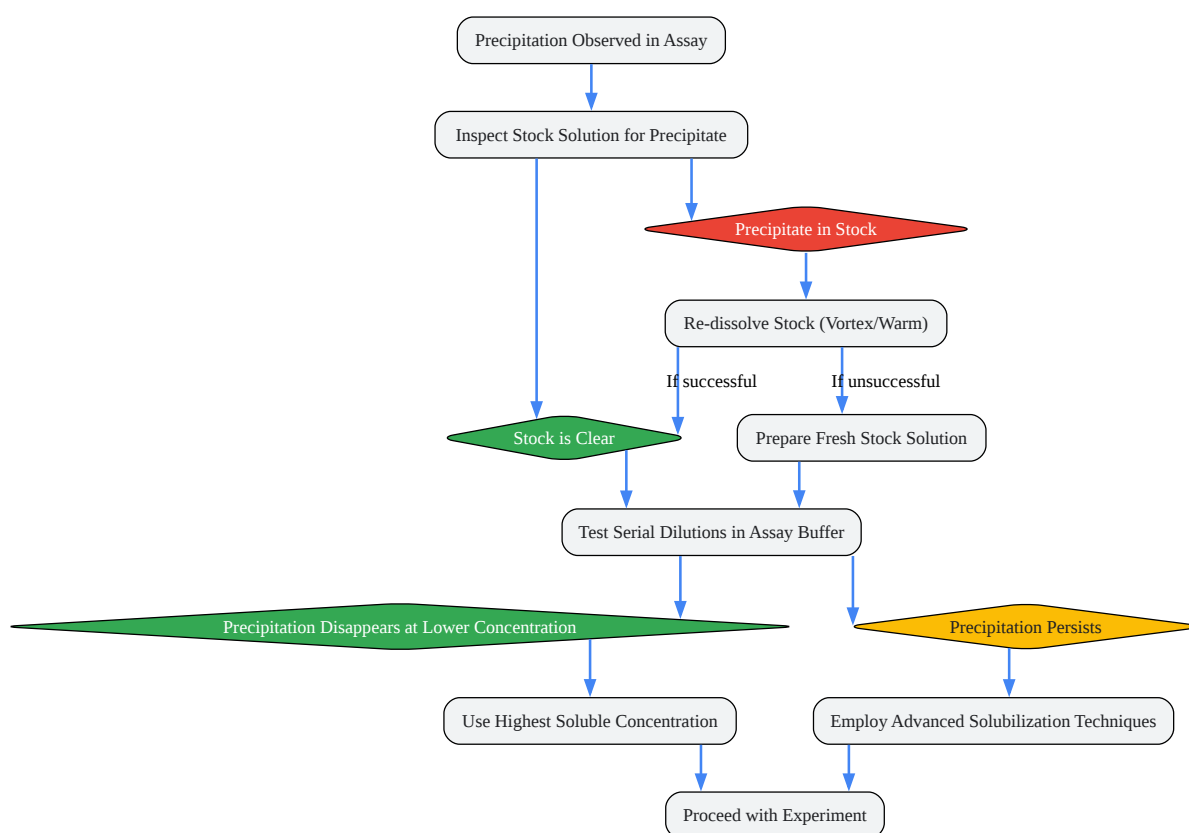 Precipitation Observed in Assay
Inspect Stock Solution for Precipitate
Precipitate in Stock
Re-dissolve Stock (Vortex/Warm)
If successful
If unsuccessful
Stock is Clear
Prepare Fresh Stock Solution
Test Serial Dilutions in Assay Buffer
Precipitation Disappears at Lower Concentration
Precipitation Persists
Use Highest Soluble Concentration
Employ Advanced Solubilization Techniques
Proceed with Experiment